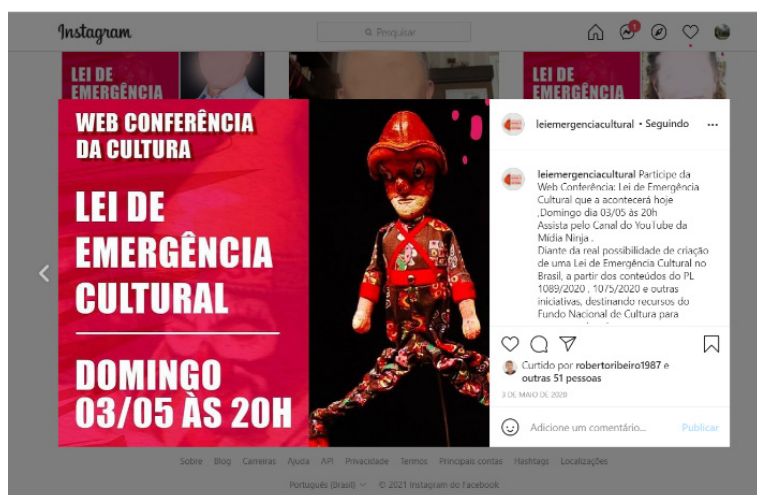 Instagram
Pesquisar
1
LEI DE
EMERGÊNCIA
LEI DE
EMERGÊNCIA
WEB CONFERÊNCIA
DA CULTURA
LEI DE
EMERGÊNCIA
CULTURAL
DOMINGO
03/05 ÀS 20H
leiemergenciacultural • Seguindo
leiemergenciacultural Participe da
Web Conferência: Lei de Emergência
Cultural que a acontecerá hoje
,Domingo dia 03/05 às 20h
Assista pelo Canal do YouTube da
Mídia Ninja .
Diante da real possibilidade de criação
de uma Lei de Emergência Cultural no
Brasil, a partir dos conteúdos do PL
1089/2020 , 1075/2020 e outras
iniciativas, destinando recursos do
Fundo Nacional de Cultura para
Curtido por robertoribeiro1987 e
outras 51 pessoas
3 DE MAIO DE 2020
Adicione um comentário... Publicar
Sobre Blog Carreiras Ajuda API Privacidade Termos Principais contas Hashtags Localizações
Português (Brasil) © 2021 Instagram do Facebook